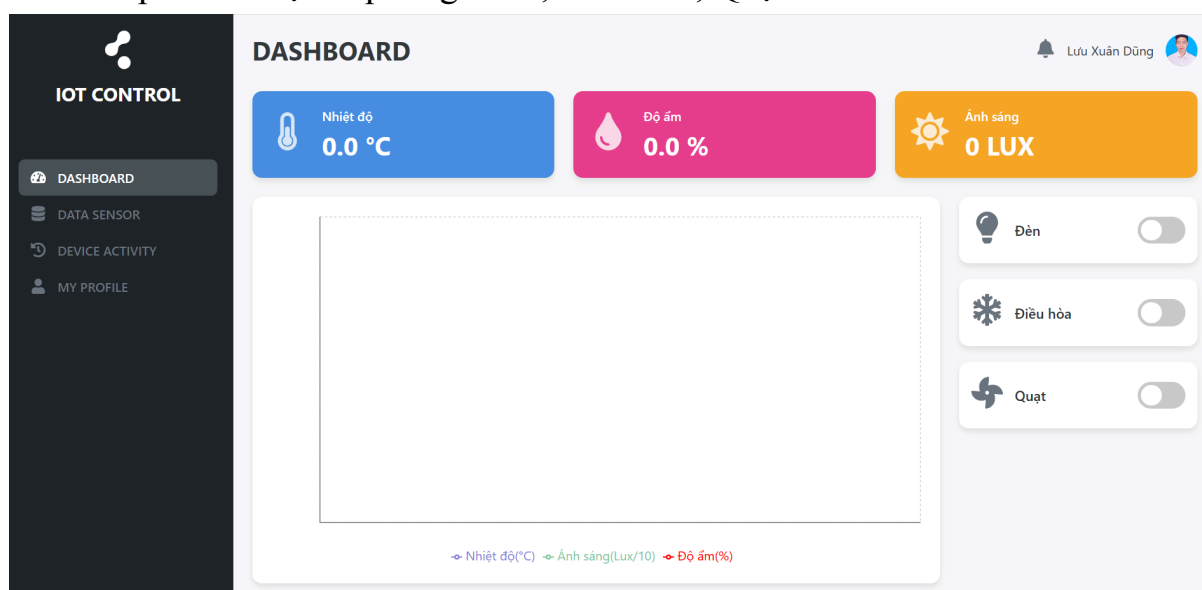 IOT CONTROL
DASHBOARD
DATA SENSOR
DEVICE ACTIVITY
MY PROFILE
DASHBOARD
Lưu Xuân Dũng
Nhiệt độ
0.0 °C
Độ ẩm
0.0 %
Ánh sáng
0 LUX
Đèn
Điều hòa
Quạt
Nhiệt độ(°C) Ánh sáng(Lux/10) Độ ẩm(%)